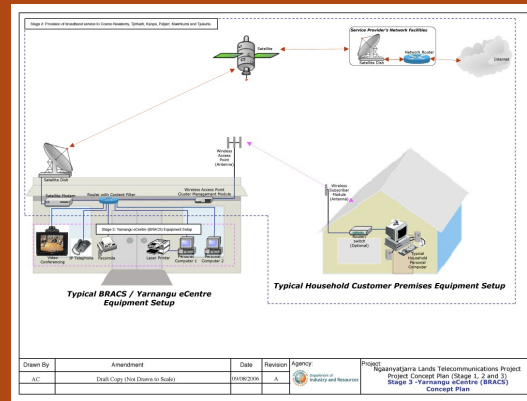 Stage 2: Provision of broadband service to Cosmo Newberry, Tjirrkarli, Kanpa, Patjarr, Mantamaru and Tjukurla.
Satellite
Service Provider's Network Facilities
Network Router
Satellite Dish
Internet
Wireless
Access
Point
(Antenna)
Satellite Dish
Satellite Modem
Router with Content Filter
Wireless Access Point
Cluster Management Module
Stage 3: Yarnangu eCentre (BRACS) Equipment Setup
Video
Conferencing
IP Telephone
Facsimile
Laser Printer
Personal
Computer 1
Personal
Computer 2
Typical BRACS / Yarnangu eCentre
Equipment Setup
Wireless
Subscriber
Module
(Antenna)
Switch
(Optional)
Typical
Household
Personal
Computer
Typical Household Customer Premises Equipment Setup
Drawn By
Amendment
Date
Revision
Agency:
Project:
AC
Draft Copy (Not Drawn to Scale)
09/08/2006
A
Department of
Industry and Resources
Ngaanyatjarra Lands Telecommunications Project
Project Concept Plan (Stage 1, 2 and 3)
Stage 3 -Yarnangu eCentre (BRACS)
Concept Plan